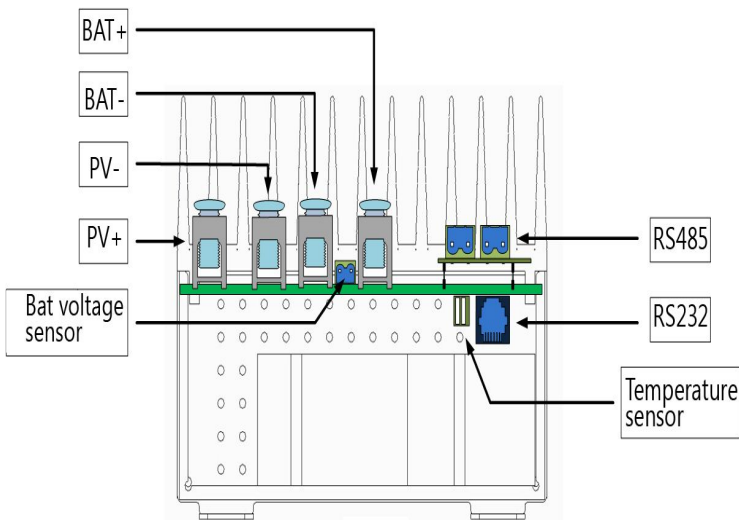 BAT+
BAT-
PV-
PV+
Bat voltage
sensor
RS485
RS232
Temperature
sensor